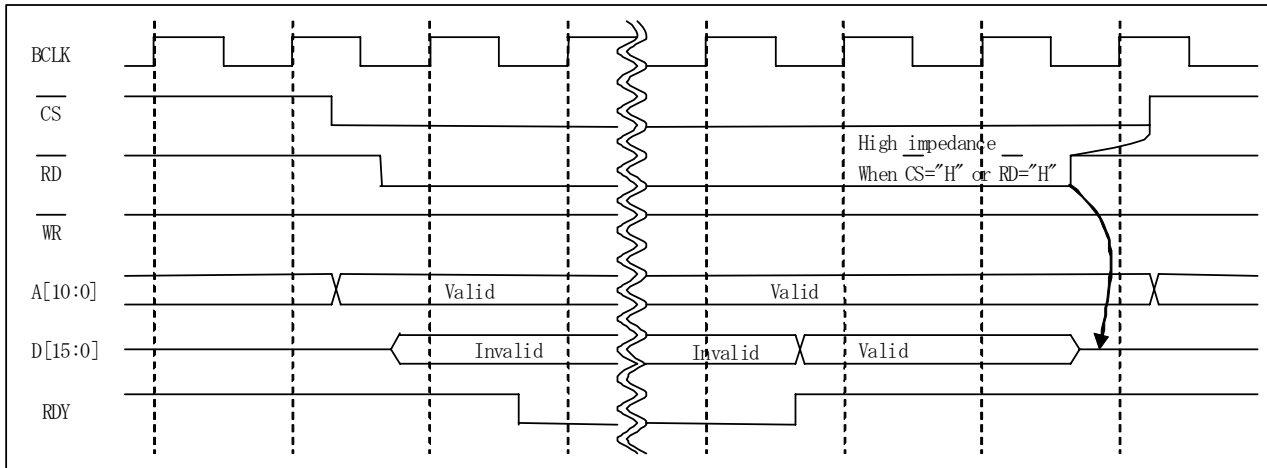 BCLK
CS
High impedance
RD
When CS="H" or RD="H"
WR
A[10:0]
Valid
Valid
D[15:0]
Invalid
Invalid
Valid
RDY